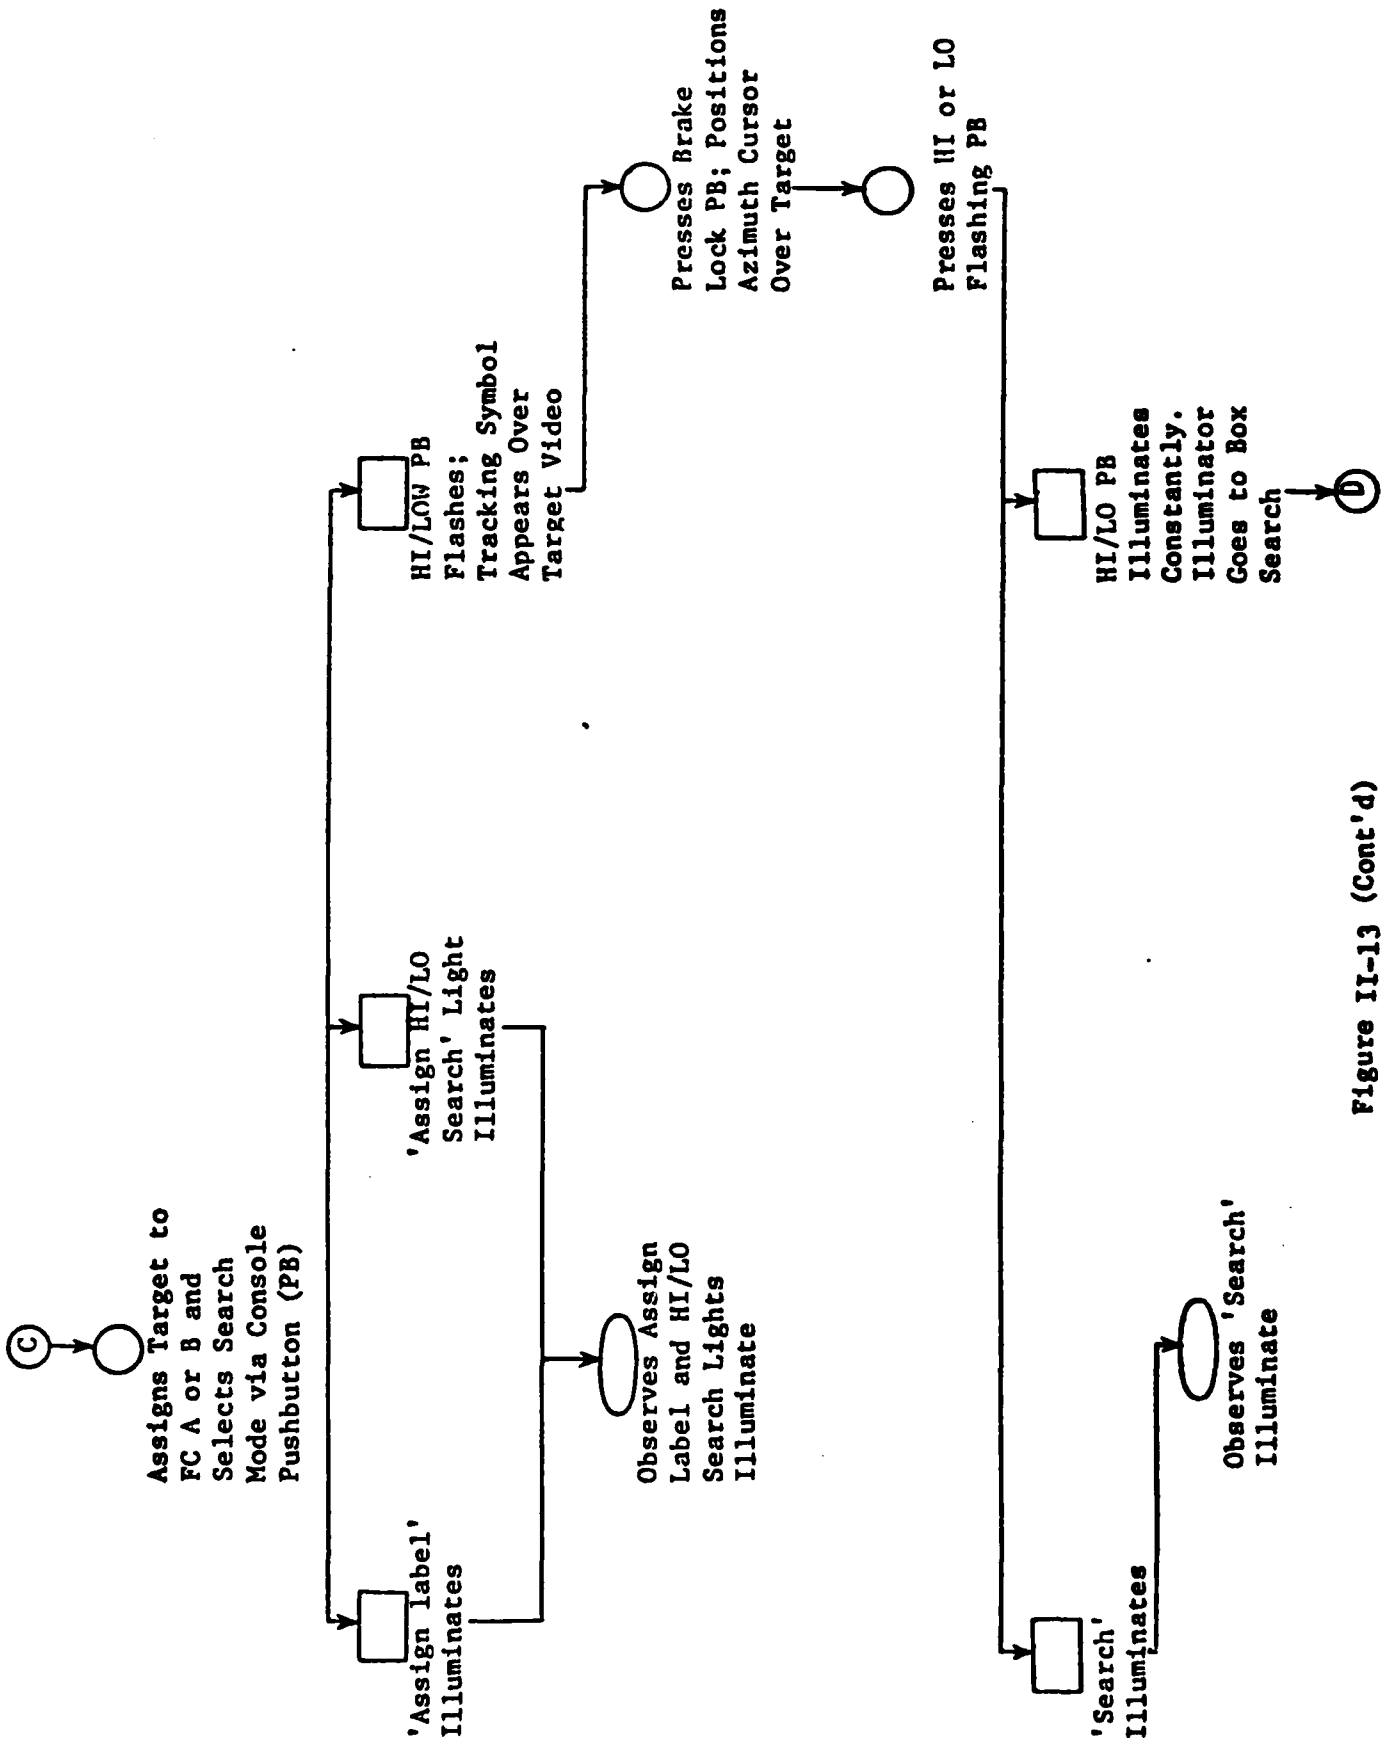 C
Assigns Target to
FC A or B and
Selects Search
Mode via Console
Pushbutton (PB)
'Assign label'
Illuminates
'Assign HI/LO
Search' Light
Illuminates
HI/LOW PB
Flashes;
Tracking Symbol
Appears Over
Target Video
Observes Assign
Label and HI/LO
Search Lights
Illuminate
Presses Brake
Lock PB; Positions
Azimuth Cursor
Over Target
Presses HI or LO
Flashing PB
'Search'
Illuminates
HI/LO PB
Illuminates
Constantly.
Illuminator
Goes to Box
Search
Observes 'Search'
Illuminate
D
Figure II-13 (Cont'd)